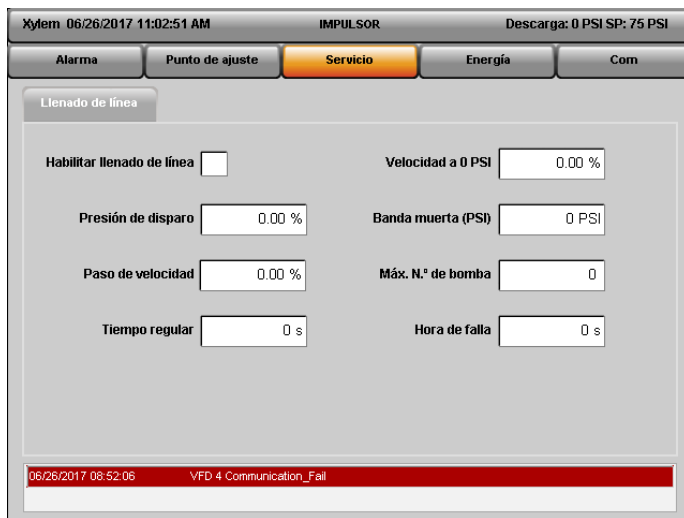 Xylem 06/26/2017 11:02:51 AM IMPULSOR Descarga: 0 PSI SP: 75 PSI
Alarma Punto de ajuste Servicio Energía Com
Llenado de línea
Habilitar llenado de línea Velocidad a 0 PSI 0.00 %
Presión de disparo 0.00 % Banda muerta (PSI) 0 PSI
Paso de velocidad 0.00 % Máx. N.º de bomba 0
Tiempo regular 0 s Hora de falla 0 s
06/26/2017 08:52:06 VFD 4 Communication_Fail